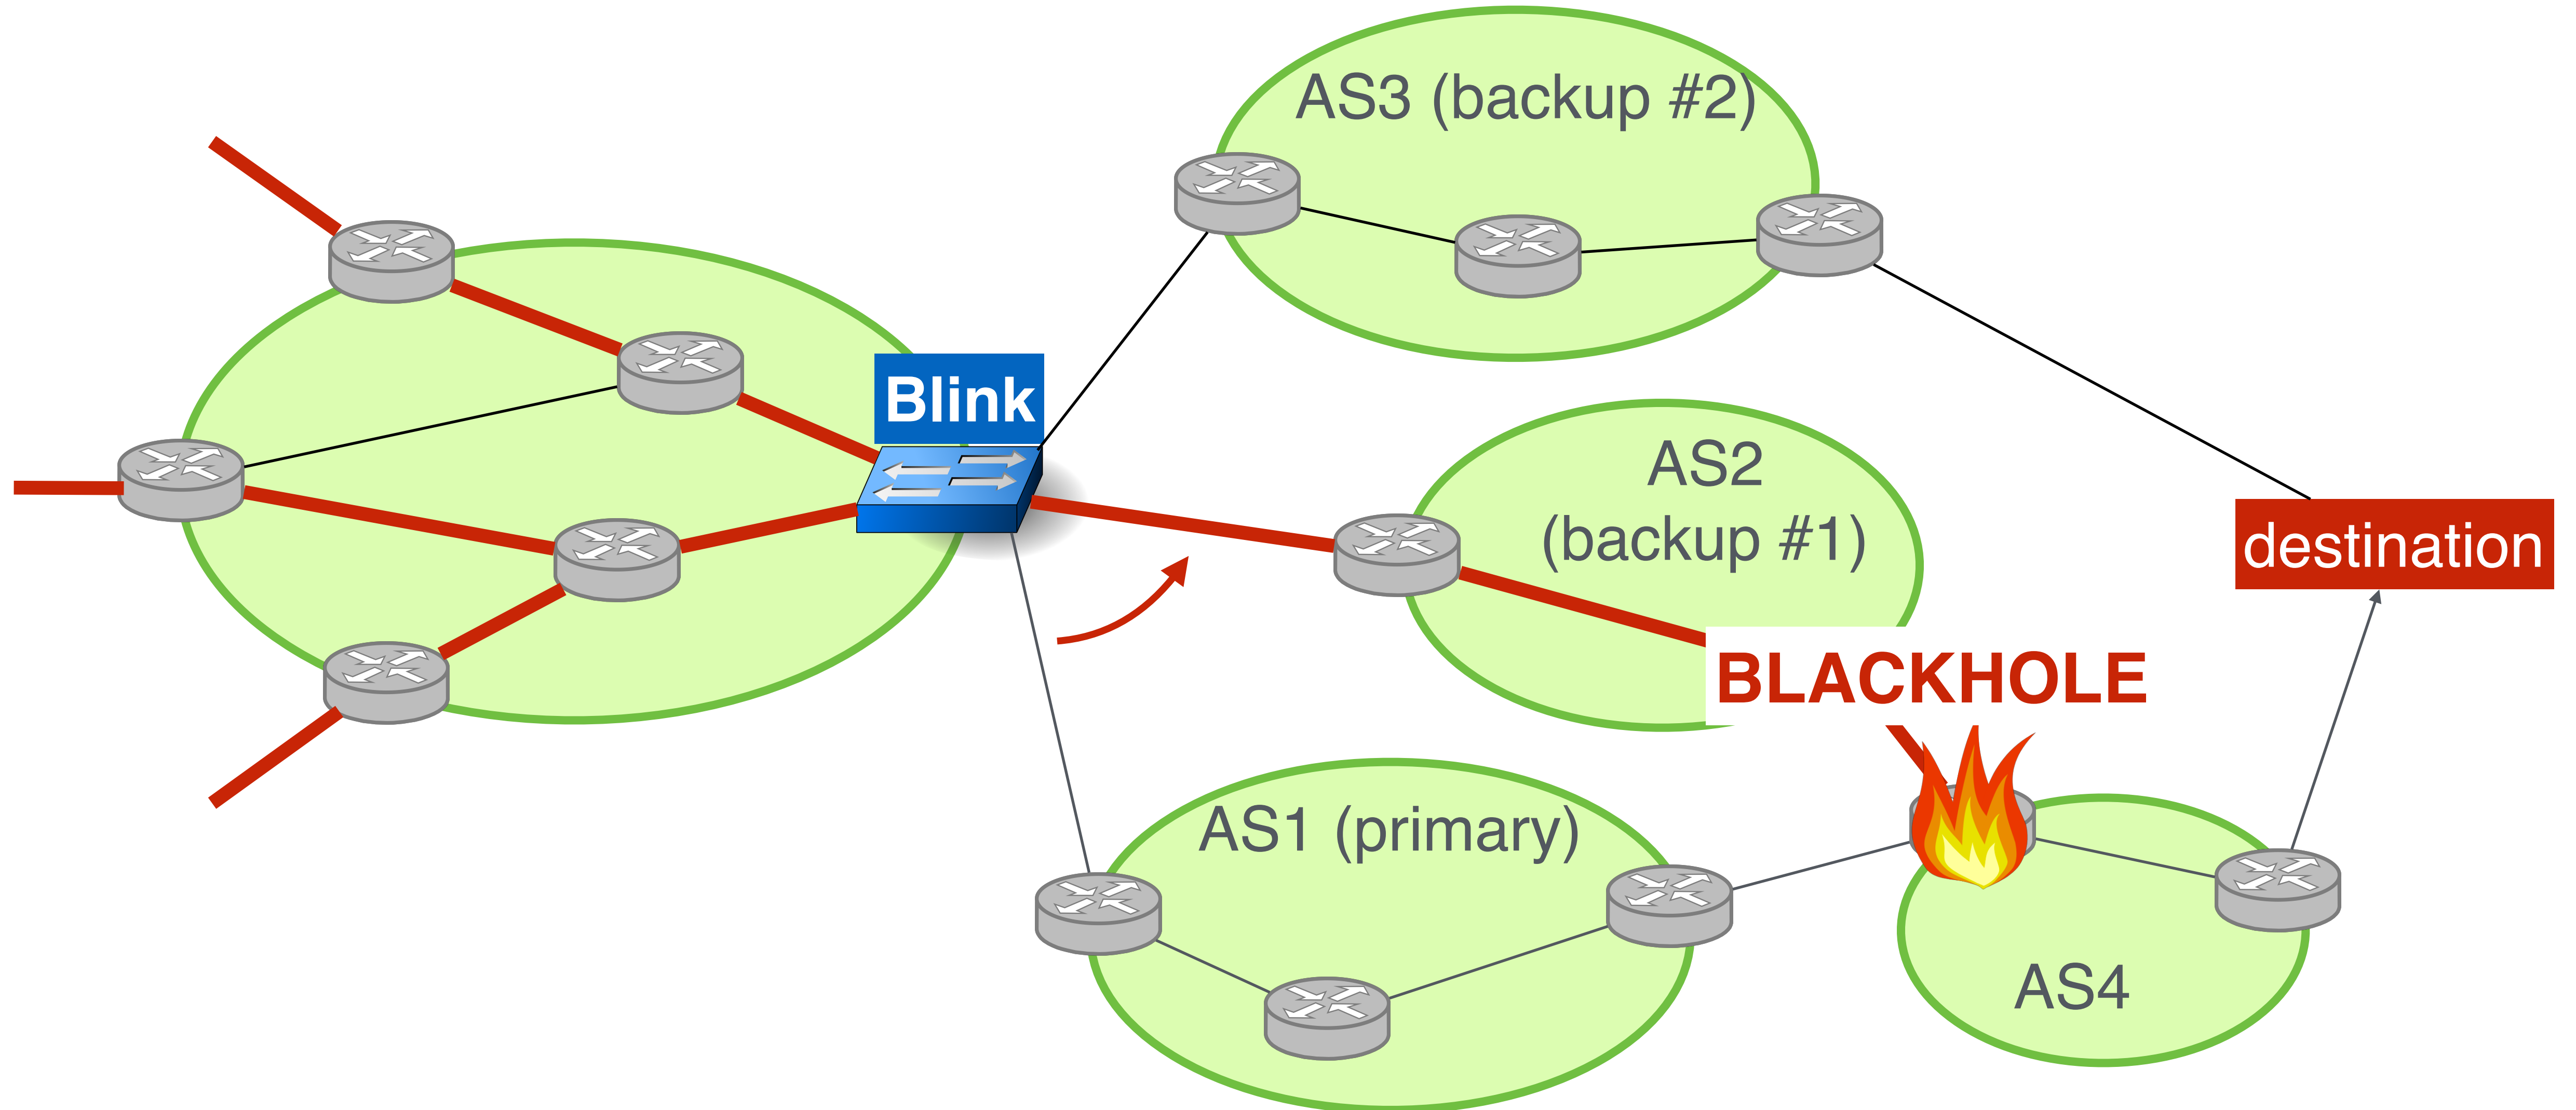 AS3 (backup #2)
Blink
AS2
(backup #1)
destination
BLACKHOLE
AS1 (primary)
AS4